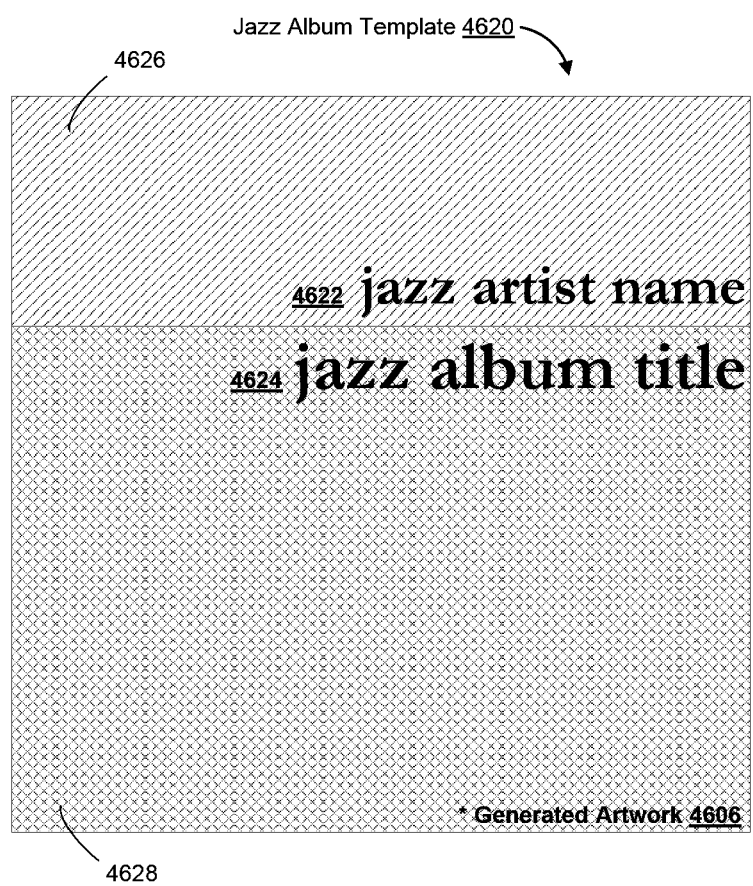 Jazz Album Template 4620
4626
4622 jazz artist name
4624 jazz album title
* Generated Artwork 4606
4628